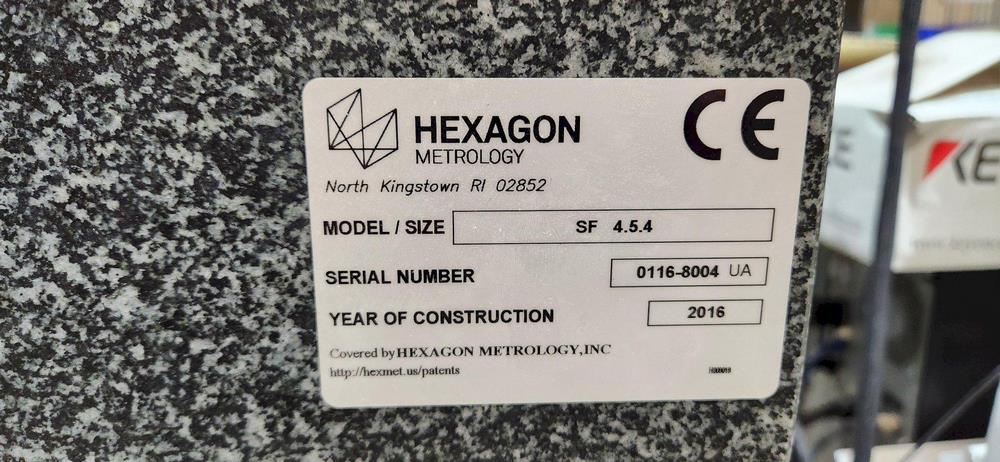 HEXAGON
METROLOGY
CE
North Kingstown RI 02852
MODEL / SIZE SF 4.5.4
SERIAL NUMBER 0116-8004 UA
YEAR OF CONSTRUCTION 2016
Covered by HEXAGON METROLOGY,INC
http://hexmet.us/patents
KE